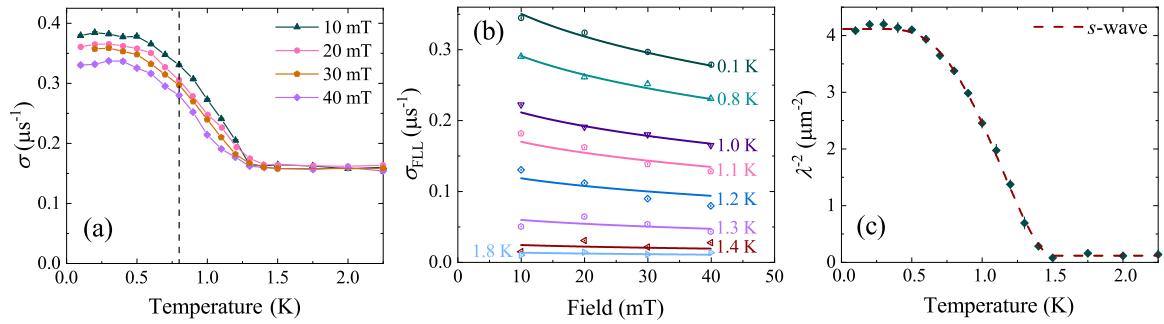 0.4
0.3
0.2
0.1
0.0
σ (μs⁻¹)
0.0 0.5 1.0 1.5 2.0
Temperature (K)
10 mT
20 mT
30 mT
40 mT
(a)
0.3
0.2
0.1
0.0
σFLL (μs⁻¹)
0 10 20 30 40 50
Field (mT)
(b)
0.1 K
0.8 K
1.0 K
1.1 K
1.2 K
1.3 K
1.4 K
1.8 K
6
4
2
0
λ⁻² (μm⁻²)
0.0 0.5 1.0 1.5 2.0
Temperature (K)
s-wave
(c)